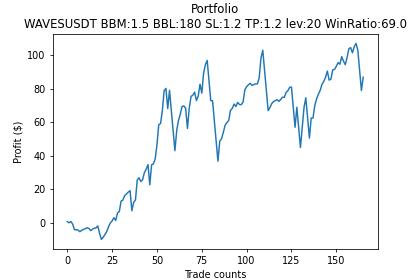 Portfolio
WAVESUSDT BBM:1.5 BBL:180 SL:1.2 TP:1.2 lev:20 WinRatio:69.0
100
80
60
40
20
0
Profit ($)
0 25 50 75 100 125 150
Trade counts